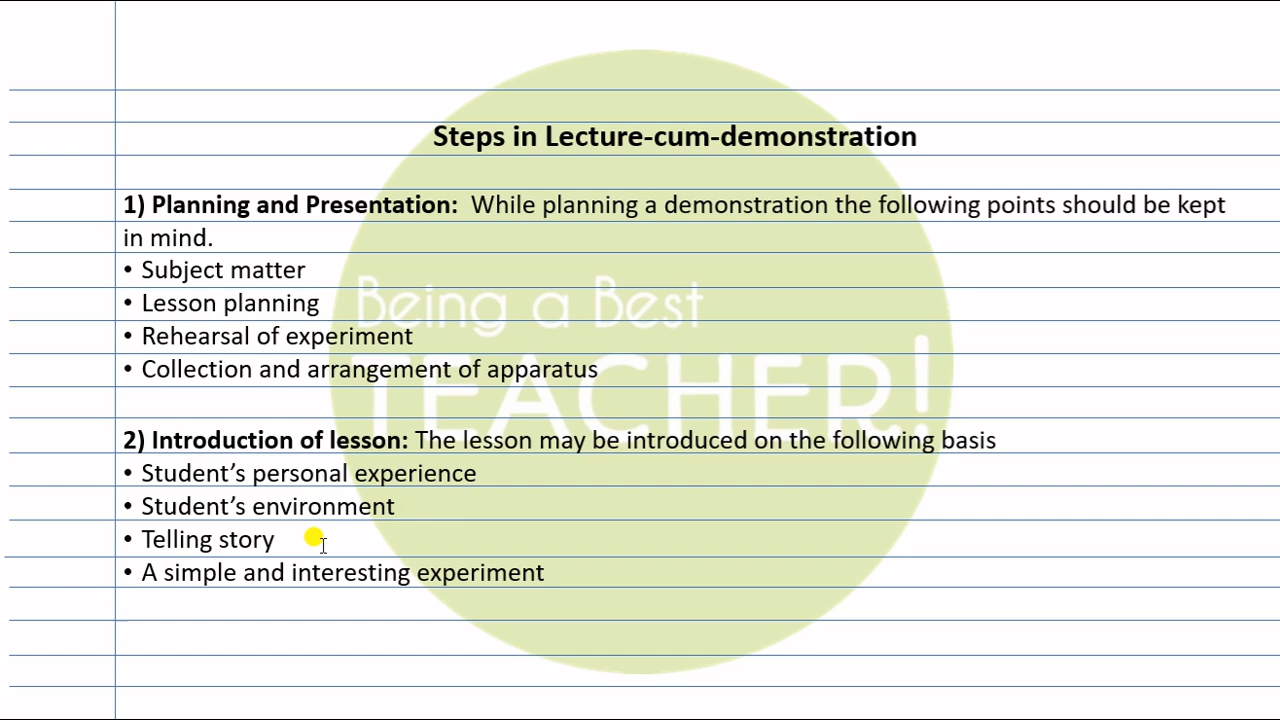 Steps in Lecture-cum-demonstration
1) Planning and Presentation:  While planning a demonstration the following points should be kept
in mind.
• Subject matter
• Lesson planning
• Rehearsal of experiment
• Collection and arrangement of apparatus
2) Introduction of lesson: The lesson may be introduced on the following basis
• Student’s personal experience
• Student’s environment
• Telling story
• A simple and interesting experiment
Being a Best
TEACHER!